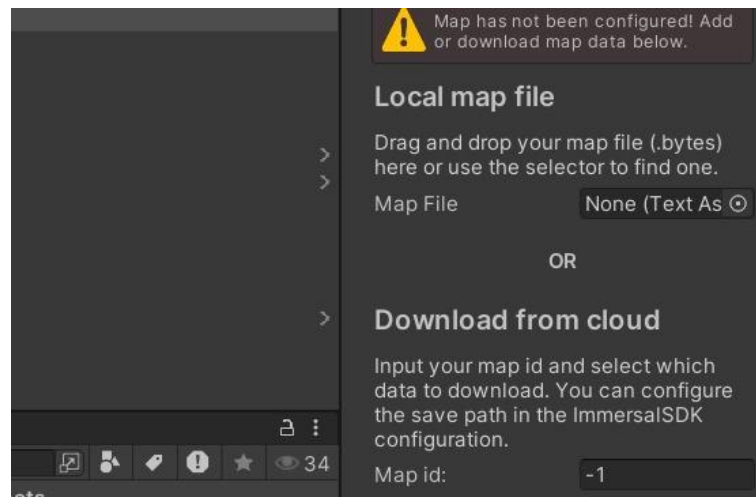 Map has not been configured! Add
or download map data below.
Local map file
Drag and drop your map file (.bytes)
here or use the selector to find one.
Map File
None (Text As
OR
Download from cloud
Input your map id and select which
data to download. You can configure
the save path in the ImmersalSDK
configuration.
34
Map id:
-1